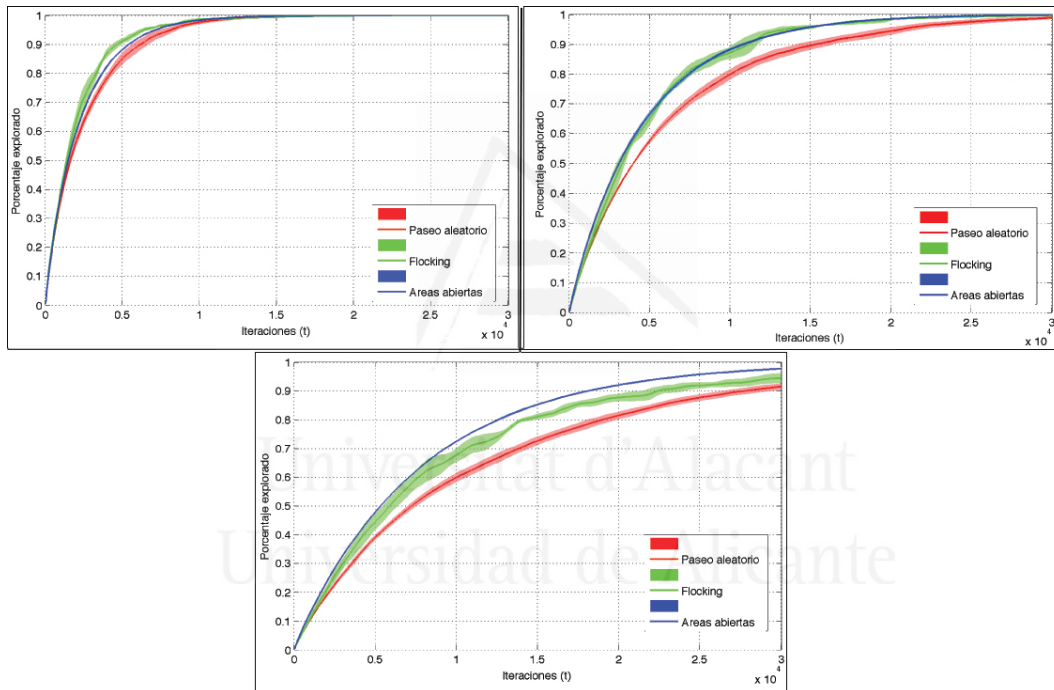 1
0.9
0.8
0.7
0.6
0.5
0.4
0.3
0.2
0.1
0
Porcentaje explorado
Paseo aleatorio
Flocking
Areas abiertas
0 0.5 1 1.5 2 2.5 3
Iteraciones (t)
x 10^4
1
0.9
0.8
0.7
0.6
0.5
0.4
0.3
0.2
0.1
0
Porcentaje explorado
Paseo aleatorio
Flocking
Areas abiertas
0 0.5 1 1.5 2 2.5 3
Iteraciones (t)
x 10^4
1
0.9
0.8
0.7
0.6
0.5
0.4
0.3
0.2
0.1
0
Porcentaje explorado
Paseo aleatorio
Flocking
Areas abiertas
0 0.5 1 1.5 2 2.5 3
Iteraciones (t)
x 10^4
Universitat d'Alacant
Universidad de Alicante